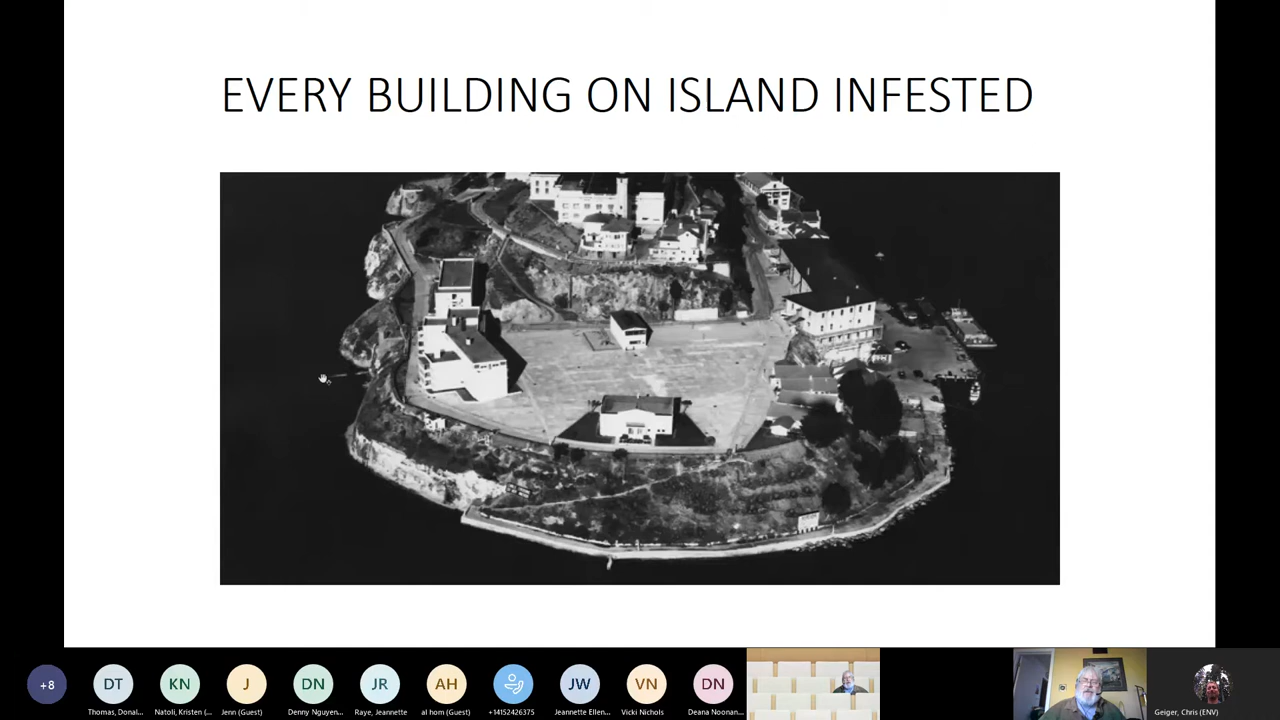 EVERY BUILDING ON ISLAND INFESTED
+8
DT
KN
J
DN
JR
AH
JW
VN
DN
Thomas, Donal...
Natoli, Kristen (...
Jenn (Guest)
Denny Nguyen...
Raye, Jeannette
al hom (Guest)
+14152426375
Jeannette Ellen...
Vicki Nichols
Deana Noonan...
Geiger, Chris (ENV)